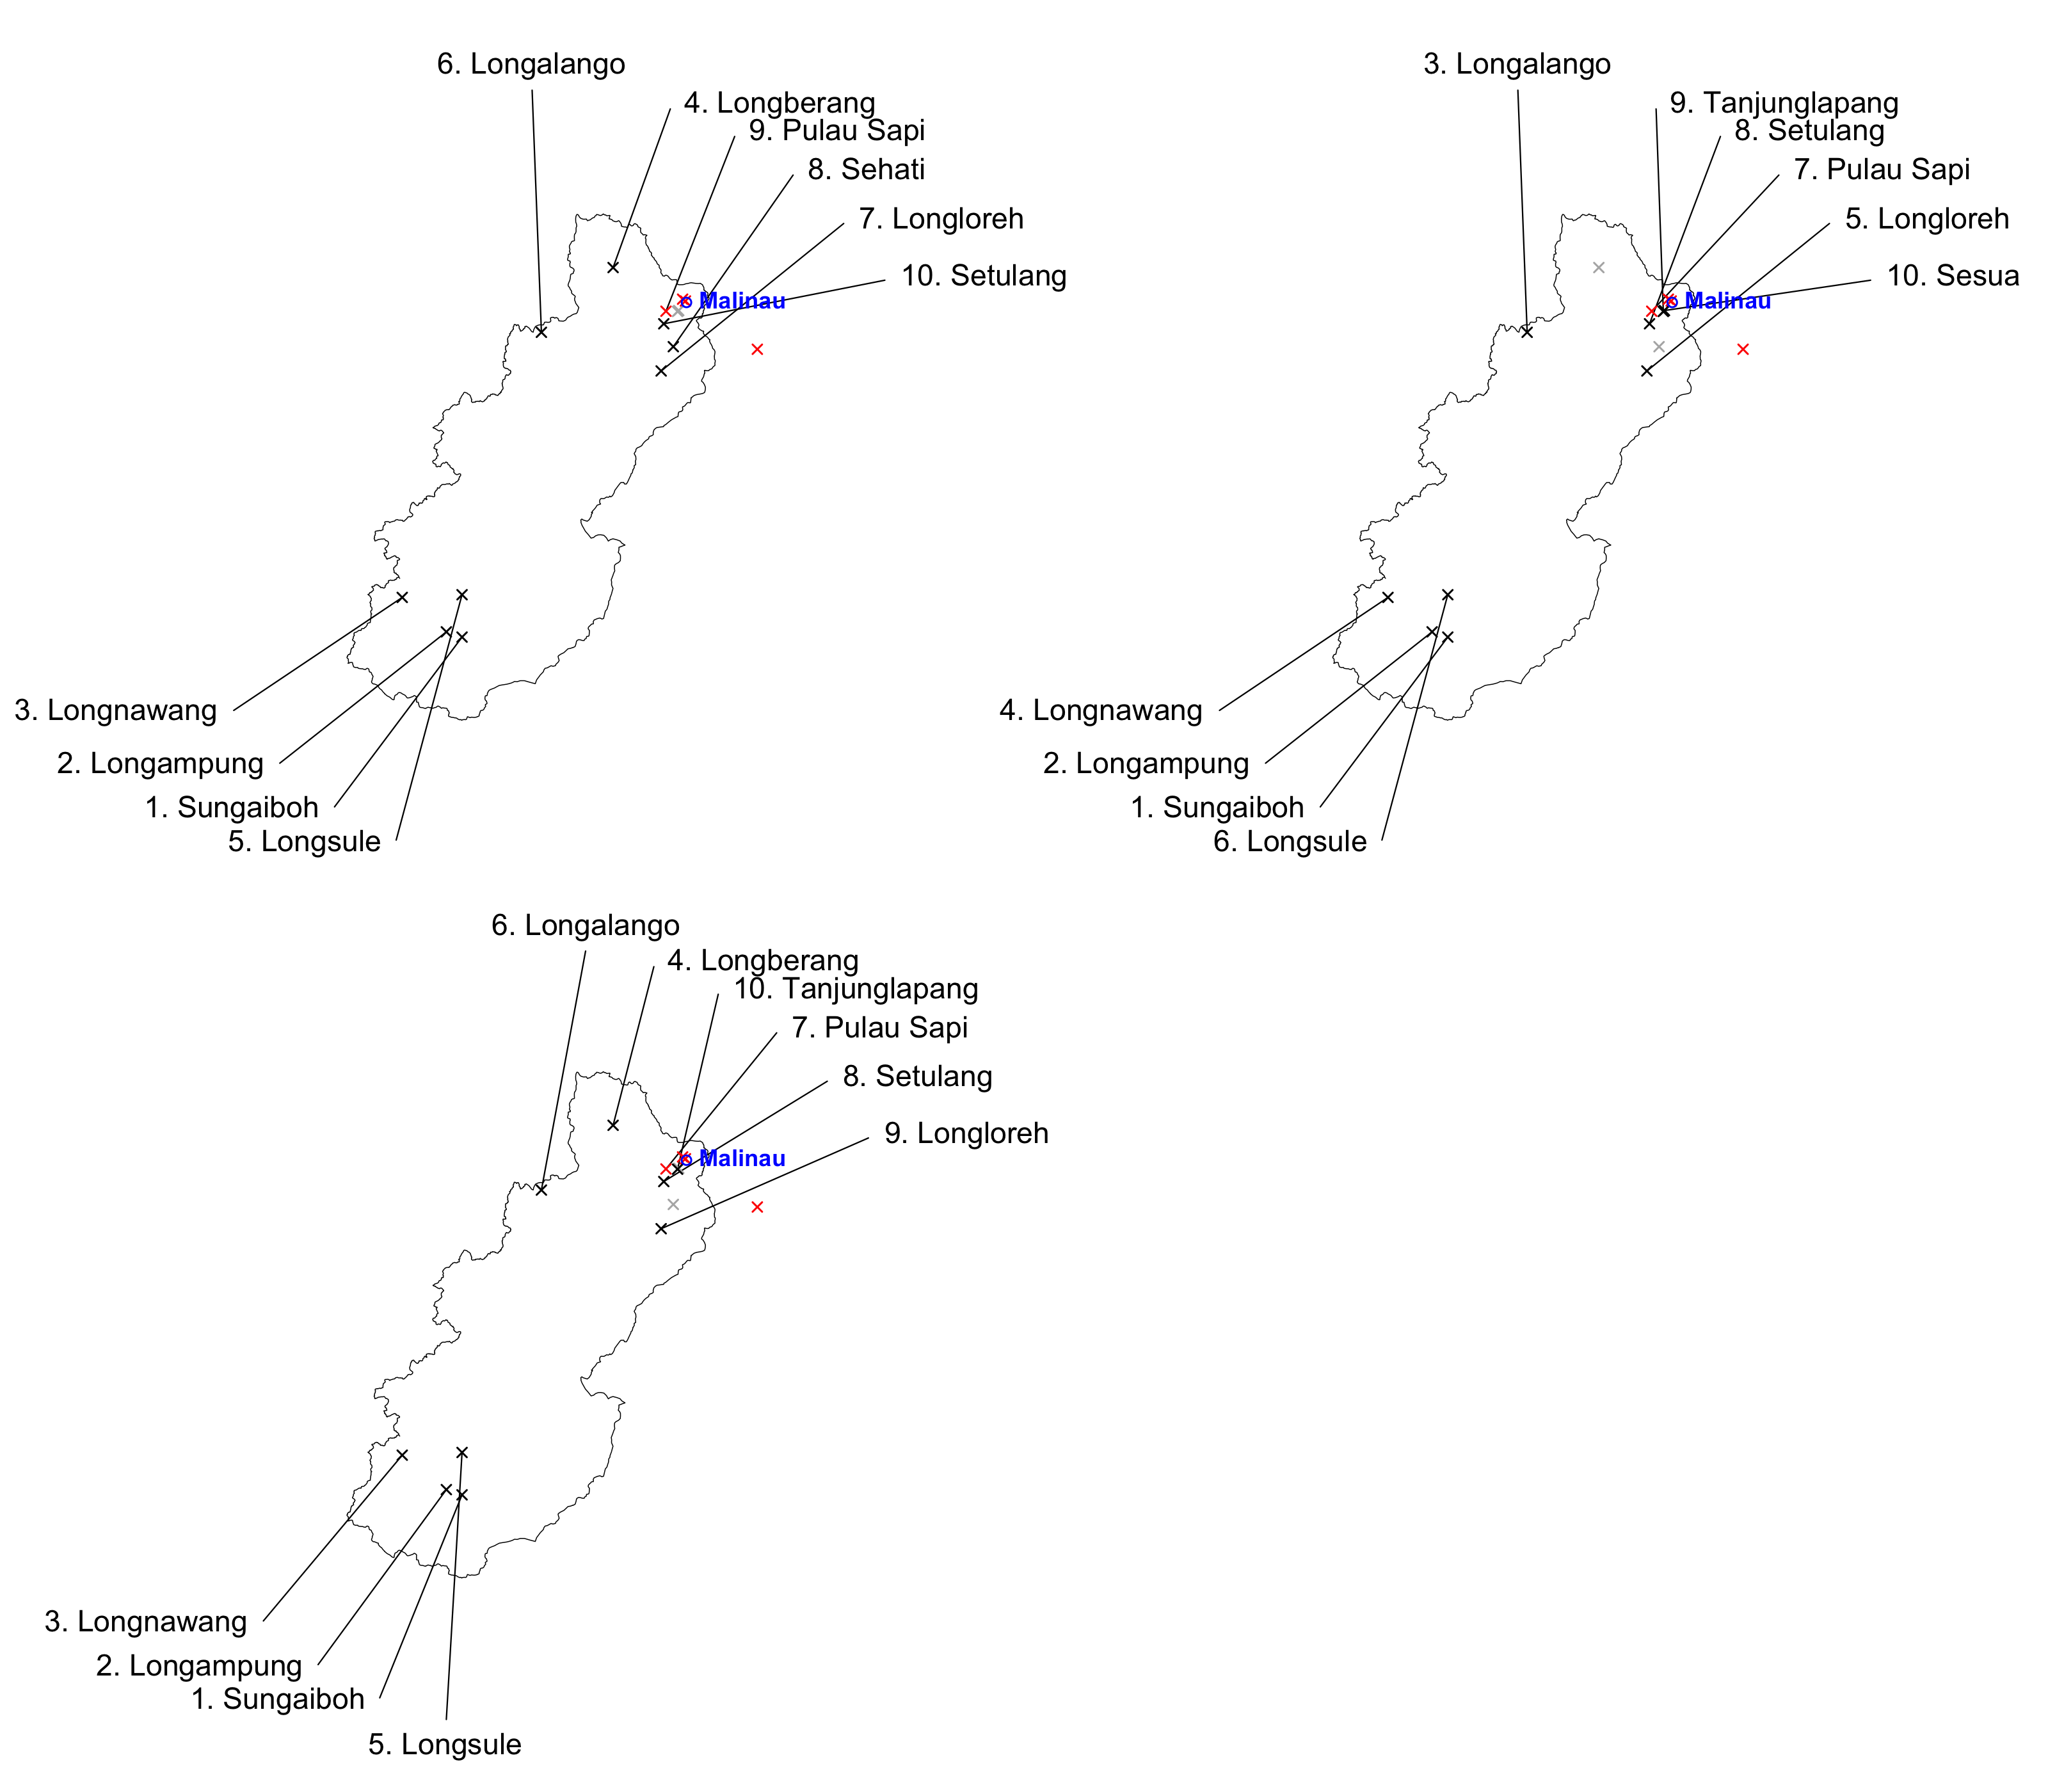 6. Longalango
4. Longberang
9. Pulau Sapi
8. Sehati
7. Longloreh
10. Setulang
Malinau
3. Longnawang
2. Longampung
1. Sungaiboh
5. Longsule
3. Longalango
9. Tanjunglapang
8. Setulang
7. Pulau Sapi
5. Longloreh
10. Sesua
Malinau
4. Longnawang
2. Longampung
1. Sungaiboh
6. Longsule
6. Longalango
4. Longberang
10. Tanjunglapang
7. Pulau Sapi
8. Setulang
9. Longloreh
Malinau
3. Longnawang
2. Longampung
1. Sungaiboh
5. Longsule